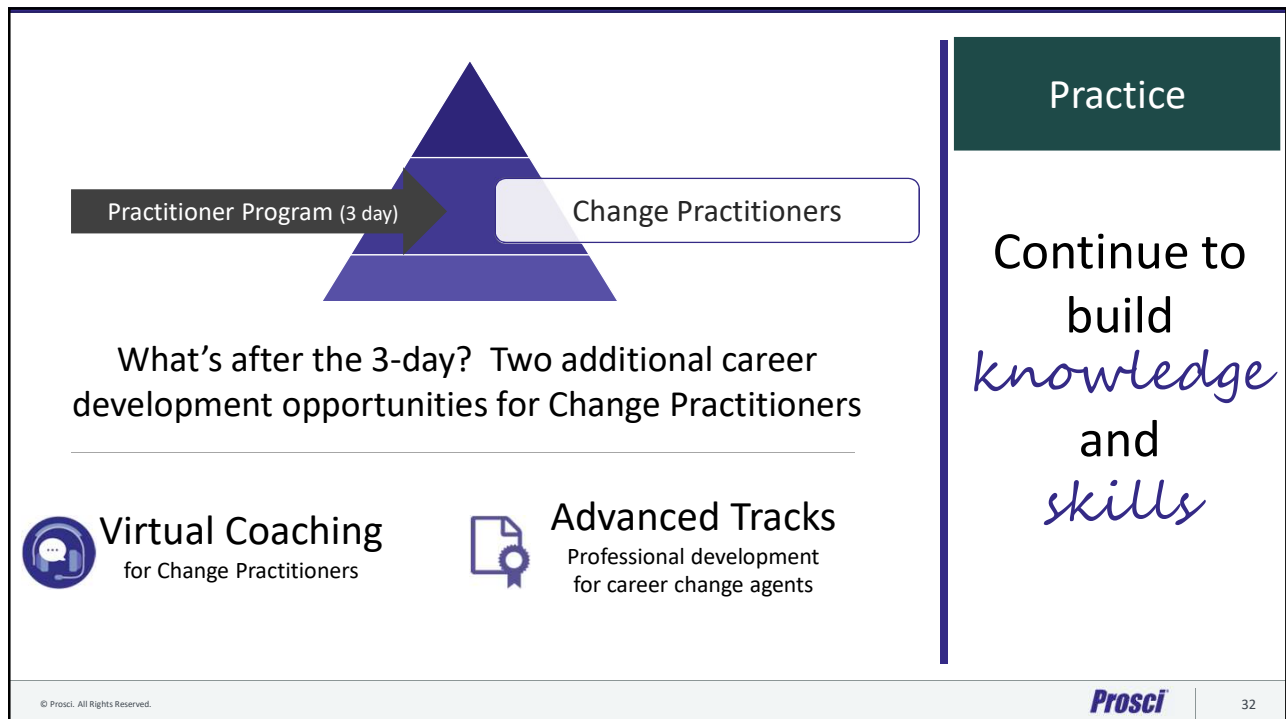 Practitioner Program (3 day)
Change Practitioners
What's after the 3-day?  Two additional career
development opportunities for Change Practitioners
Virtual Coaching
for Change Practitioners
Advanced Tracks
Professional development
for career change agents
Practice
Continue to
build
knowledge
and
skills
© Prosci. All Rights Reserved.
Prosci
32